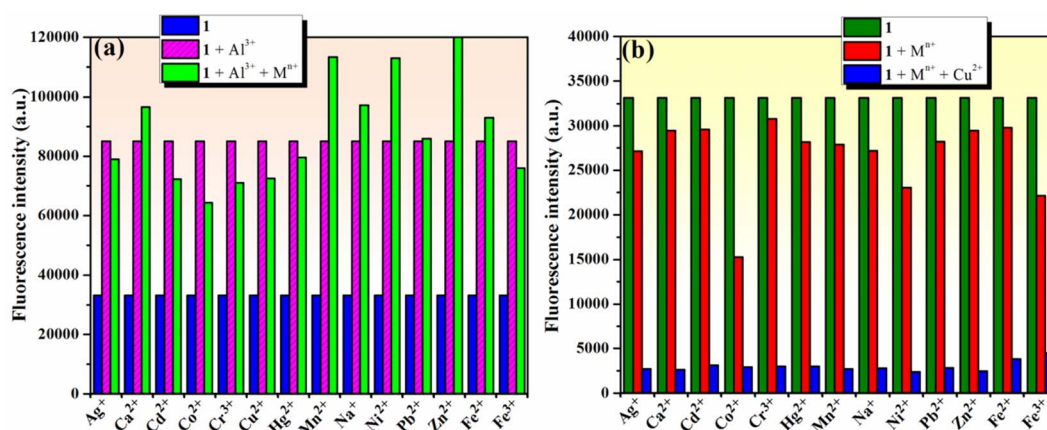 (a)
1
1 + Al³⁺
1 + Al³⁺ + Mⁿ⁺
Fluorescence intensity (a.u.)
120000
100000
80000
60000
40000
20000
0
Ag⁺ Ca²⁺ Cd²⁺ Co²⁺ Cr³⁺ Cu²⁺ Hg²⁺ Mn²⁺ Na⁺ Ni²⁺ Pb²⁺ Zn²⁺ Fe²⁺ Fe³⁺
(b)
1
1 + Mⁿ⁺
1 + Mⁿ⁺ + Cu²⁺
Fluorescence intensity (a.u.)
40000
35000
30000
25000
20000
15000
10000
5000
0
Ag⁺ Ca²⁺ Cd²⁺ Co²⁺ Cr³⁺ Hg²⁺ Mn²⁺ Na⁺ Ni²⁺ Pb²⁺ Zn²⁺ Fe²⁺ Fe³⁺